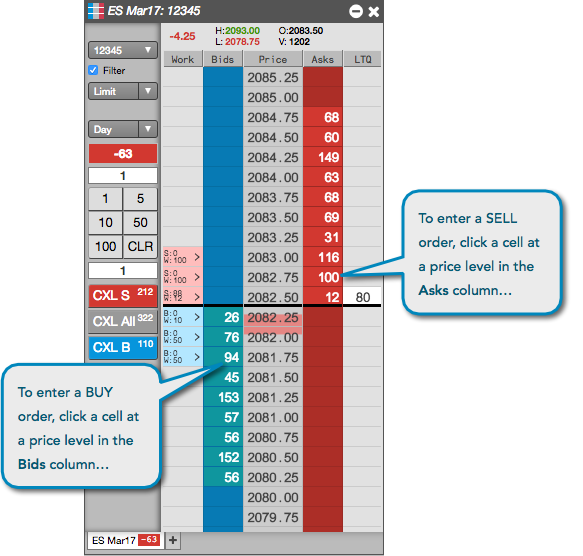 ES Mar17: 12345
-4.25 H:2093.00 O:2083.50
L: 2078.75 V: 1202
12345
Filter
Limit
Day
-63
1
1 5
10 50
100 CLR
1
CXL S 212
CXL All 322
CXL B 110
Work Bids Price Asks LTQ
2085.25
2085.00
2084.75 68
2084.50 60
2084.25 149
2084.00 63
2083.75 68
2083.50 69
2083.25 31
S:0 W:100 > 2083.00 116
S:0 W:100 > 2082.75 100
S:88 W:12 > 2082.50 12 80
B:0 W:10 > 26 2082.25
B:0 W:50 > 76 2082.00
B:0 W:50 > 94 2081.75
45 2081.50
153 2081.25
57 2081.00
56 2080.75
152 2080.50
56 2080.25
2080.00
2079.75
To enter a SELL
order, click a cell at
a price level in the
Asks column...
To enter a BUY
order, click a cell at
a price level in the
Bids column...
ES Mar17 -63 +